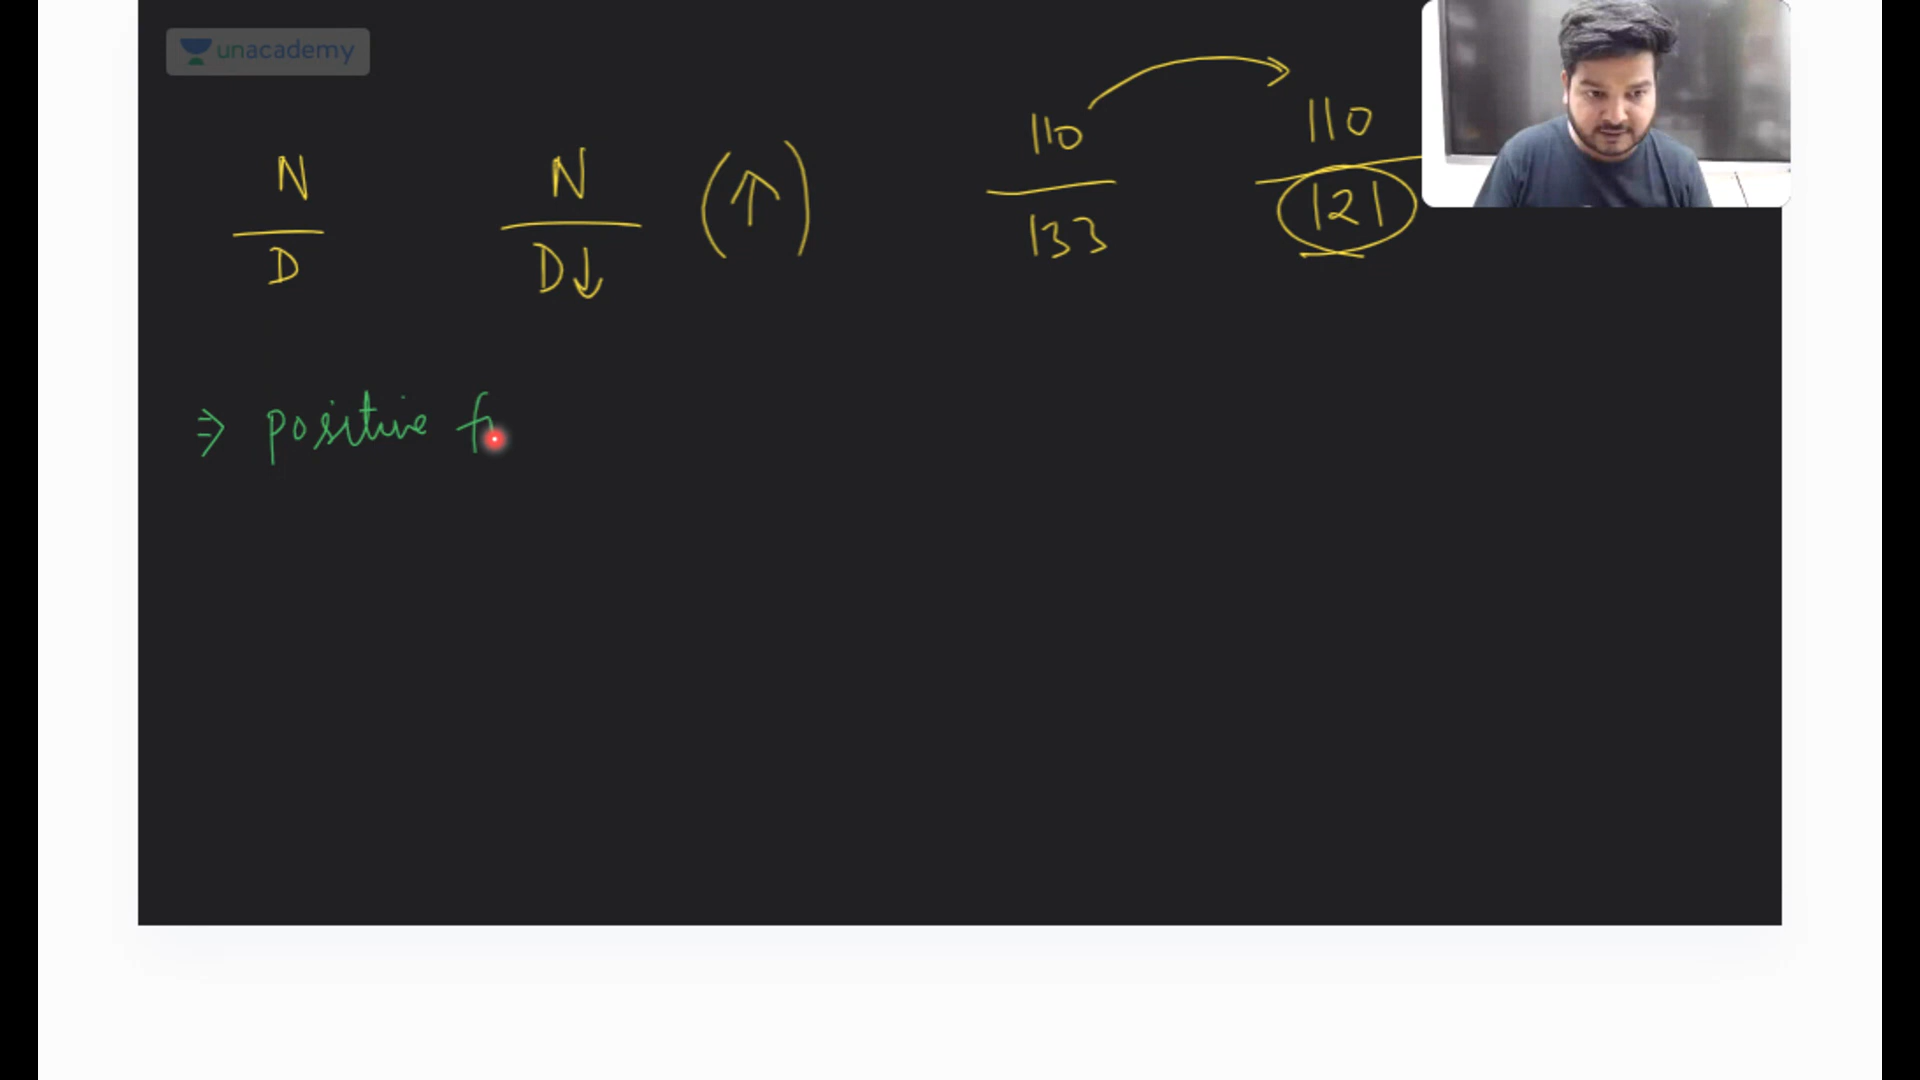 unacademy
N
D
N
D↓
(↑)
110
133
110
121
⇒ positive f